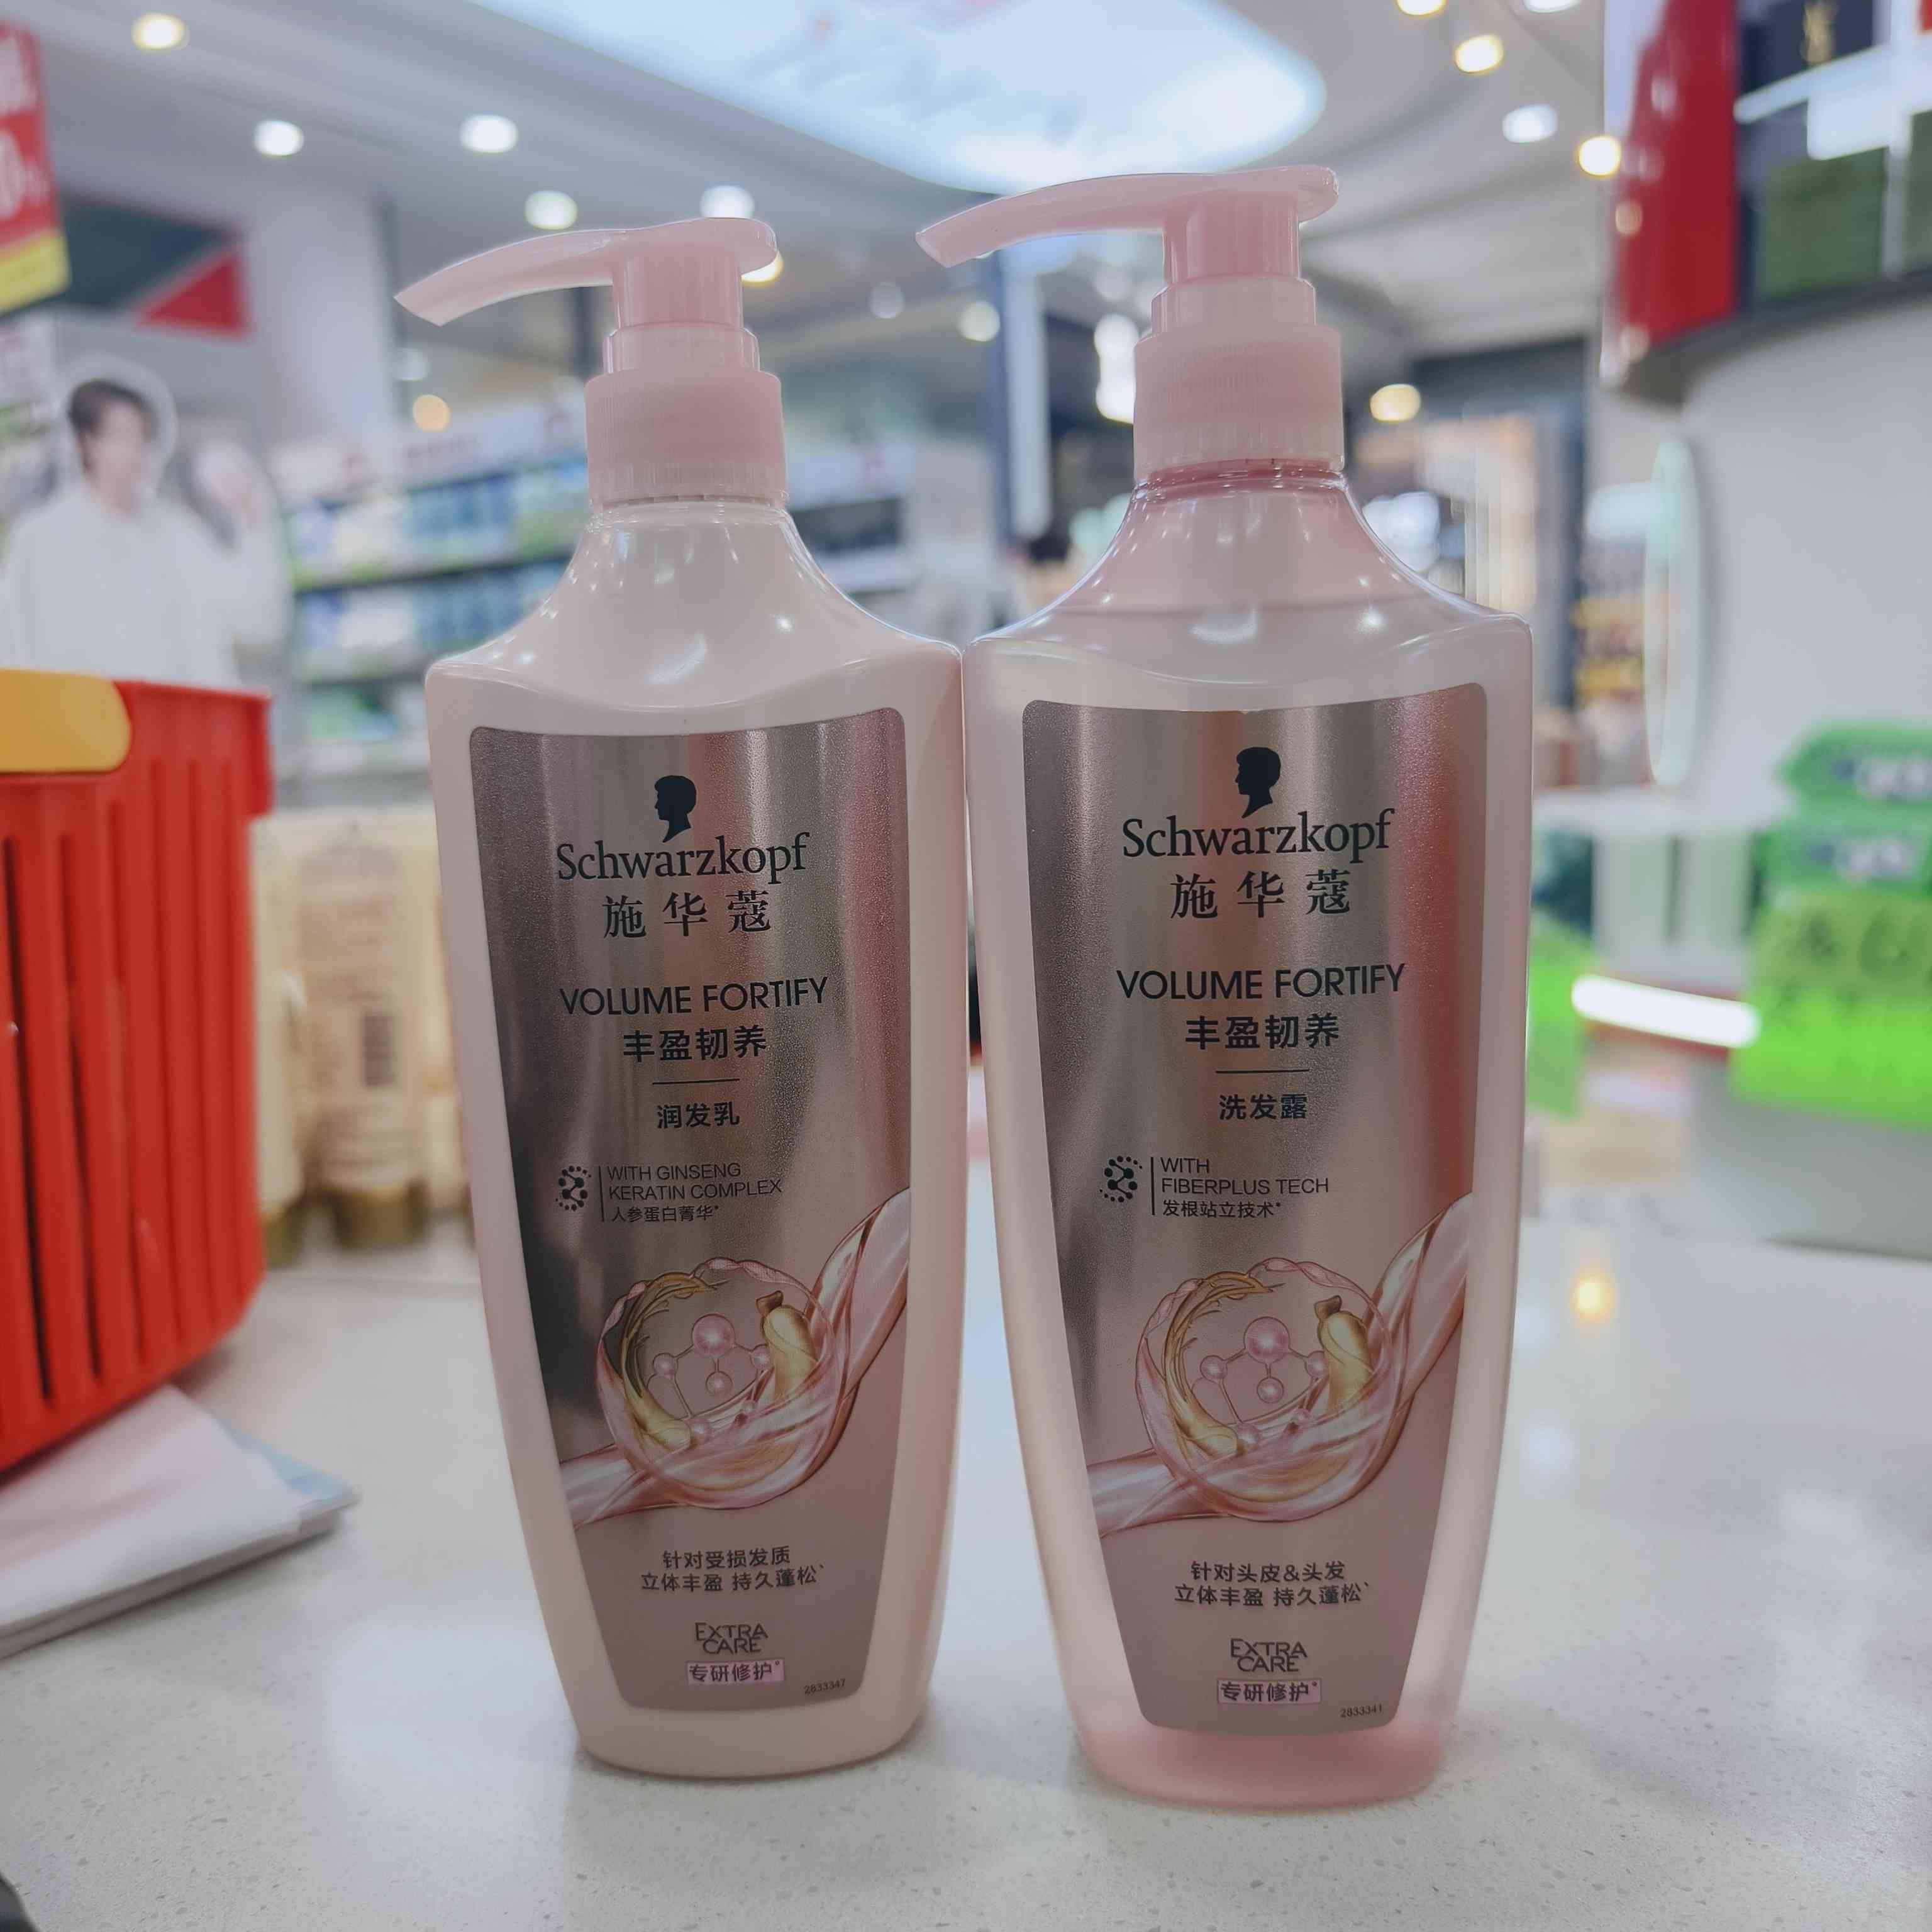 Schwarzkopf
施华蔻
VOLUME FORTIFY
丰盈韧养
润发乳
WITH GINSENG
KERATIN COMPLEX
人参蛋白菁华*
针对受损发质
立体丰盈 持久蓬松`
EXTRA
CARE
专研修护*
2833347
Schwarzkopf
施华蔻
VOLUME FORTIFY
丰盈韧养
洗发露
WITH
FIBERPLUS TECH
发根站立技术*
针对头皮&头发
立体丰盈 持久蓬松`
EXTRA
CARE
专研修护*
2833341